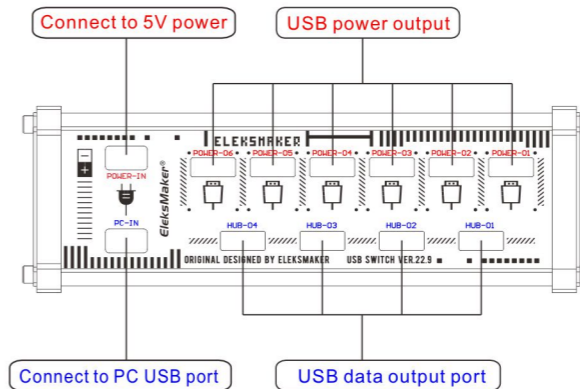 Connect to 5V power
USB power output
ELEKSMAKER
POWER-06 POWER-05 POWER-04 POWER-03 POWER-02 POWER-01
POWER-IN
EleksMaker®
PC-IN
HUB-04 HUB-03 HUB-02 HUB-01
ORIGINAL DESIGNED BY ELEKSMAKER USB SWITCH VER.22.9
Connect to PC USB port
USB data output port